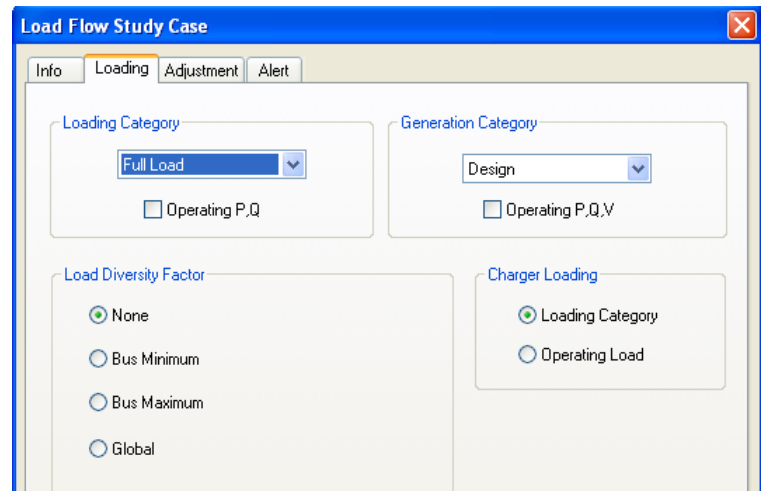 Load Flow Study Case
Info Loading Adjustment Alert
Loading Category
Full Load
Operating P,Q
Generation Category
Design
Operating P,Q,V
Load Diversity Factor
None
Bus Minimum
Bus Maximum
Global
Charger Loading
Loading Category
Operating Load